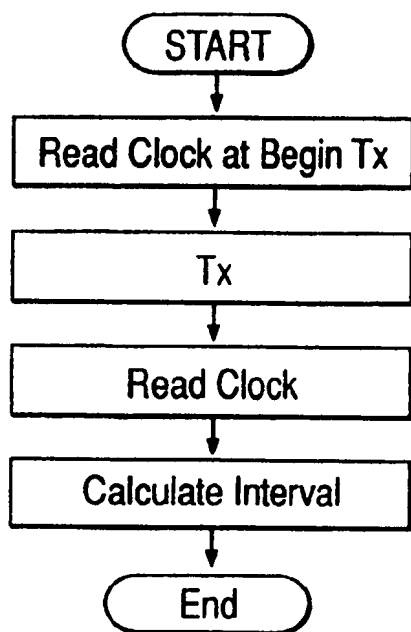 START
Read Clock at Begin Tx
Tx
Read Clock
Calculate Interval
End